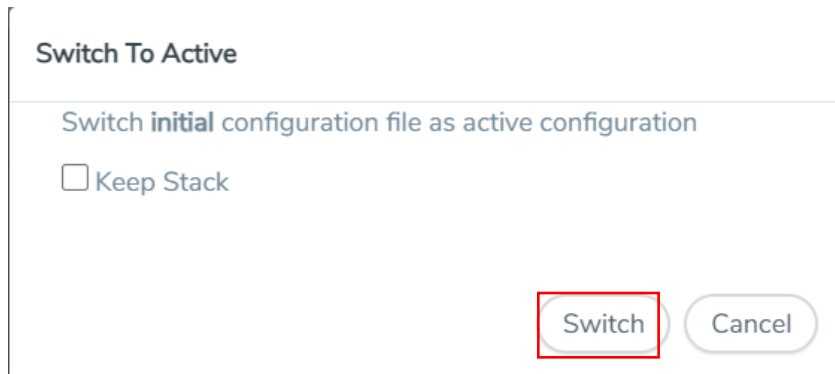 Switch To Active
Switch initial configuration file as active configuration
Keep Stack
Switch
Cancel